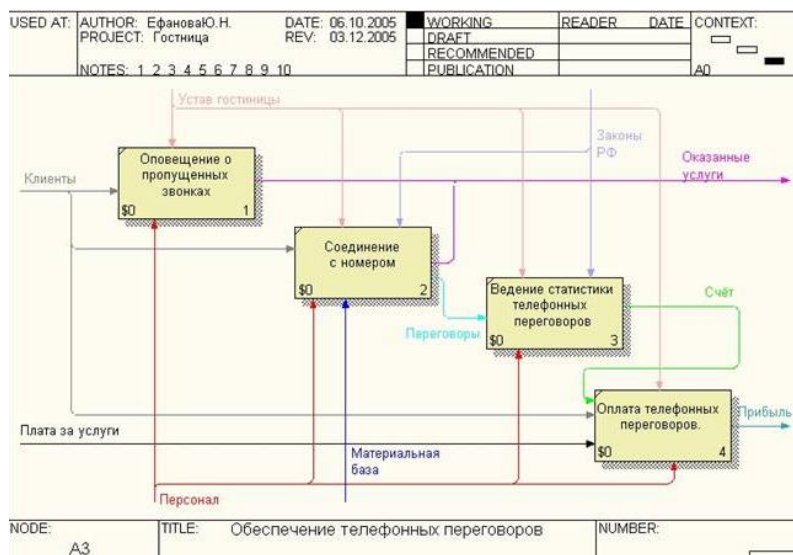 USED AT: AUTHOR: ЕфановаЮ.Н. DATE: 06.10.2005 WORKING READER DATE CONTEXT:
PROJECT: Гостница REV: 03.12.2005 DRAFT
RECOMMENDED
NOTES: 1 2 3 4 5 6 7 8 9 10 PUBLICATION A0
Устав гостиницы
Законы
РФ
Клиенты
Оповещение о
пропущенных
звонках
$0 1
Оказанные
услуги
Соединение
с номером
$0 2
Переговоры
Ведение статистики
телефонных
переговоров
$0 3
Счёт
Оплата телефонных
переговоров.
$0 4
Прибыль
Плата за услуги
Материальная
база
Персонал
NODE: TITLE: Обеспечение телефонных переговоров NUMBER:
A3